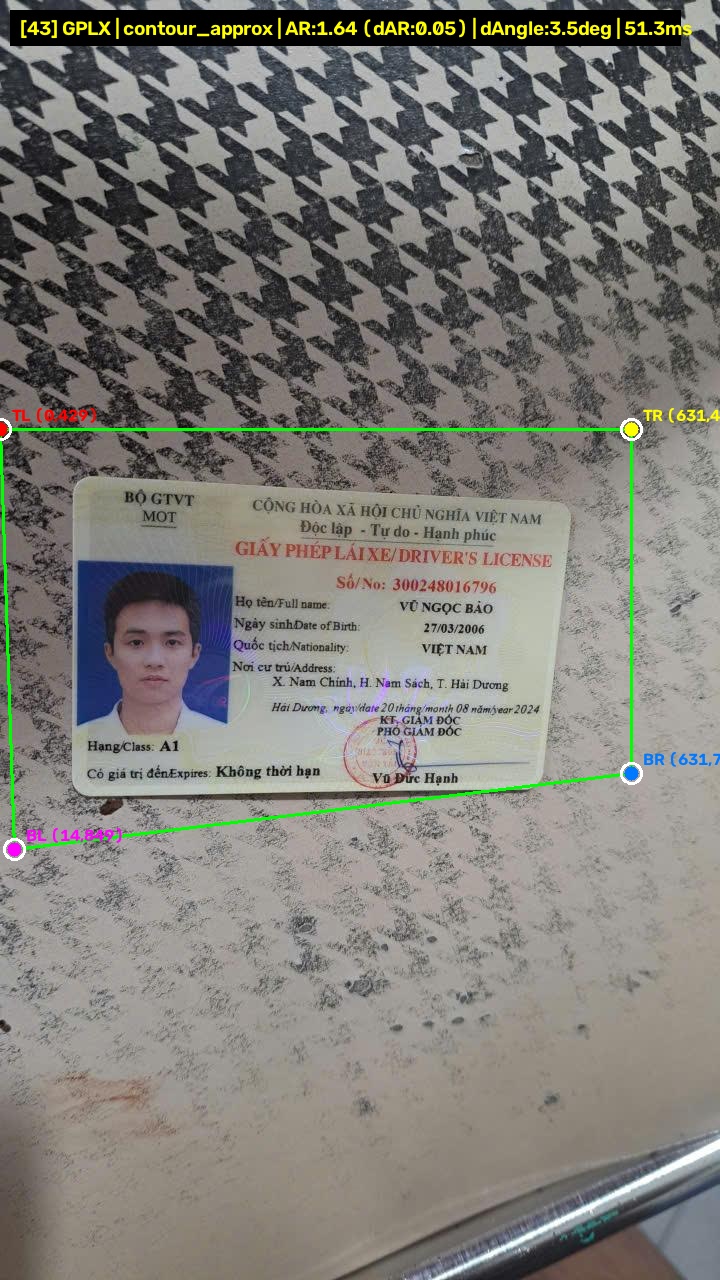 [43] GPLX | contour_approx | AR:1.64 (dAR:0.05) | dAngle:3.5deg | 51.3ms
TL (0,429)
TR (631,4
BỘ GTVT
MOT
CỘNG HÒA XÃ HỘI CHỦ NGHĨA VIỆT NAM
Độc lập - Tự do - Hạnh phúc
GIẤY PHÉP LÁI XE/DRIVER'S LICENSE
Số/No: 300248016796
Họ tên/Full name: VŨ NGỌC BẢO
Ngày sinh/Date of Birth: 27/03/2006
Quốc tịch/Nationality: VIỆT NAM
Nơi cư trú/Address:
X. Nam Chính, H. Nam Sách, T. Hải Dương
Hải Dương, ngày/date 20 tháng/month 08 năm/year 2024
KT. GIÁM ĐỐC
PHÓ GIÁM ĐỐC
Hạng/Class: A1
Có giá trị đến/Expires: Không thời hạn
Vũ Đức Hạnh
BR (631,7
BL (14,849)